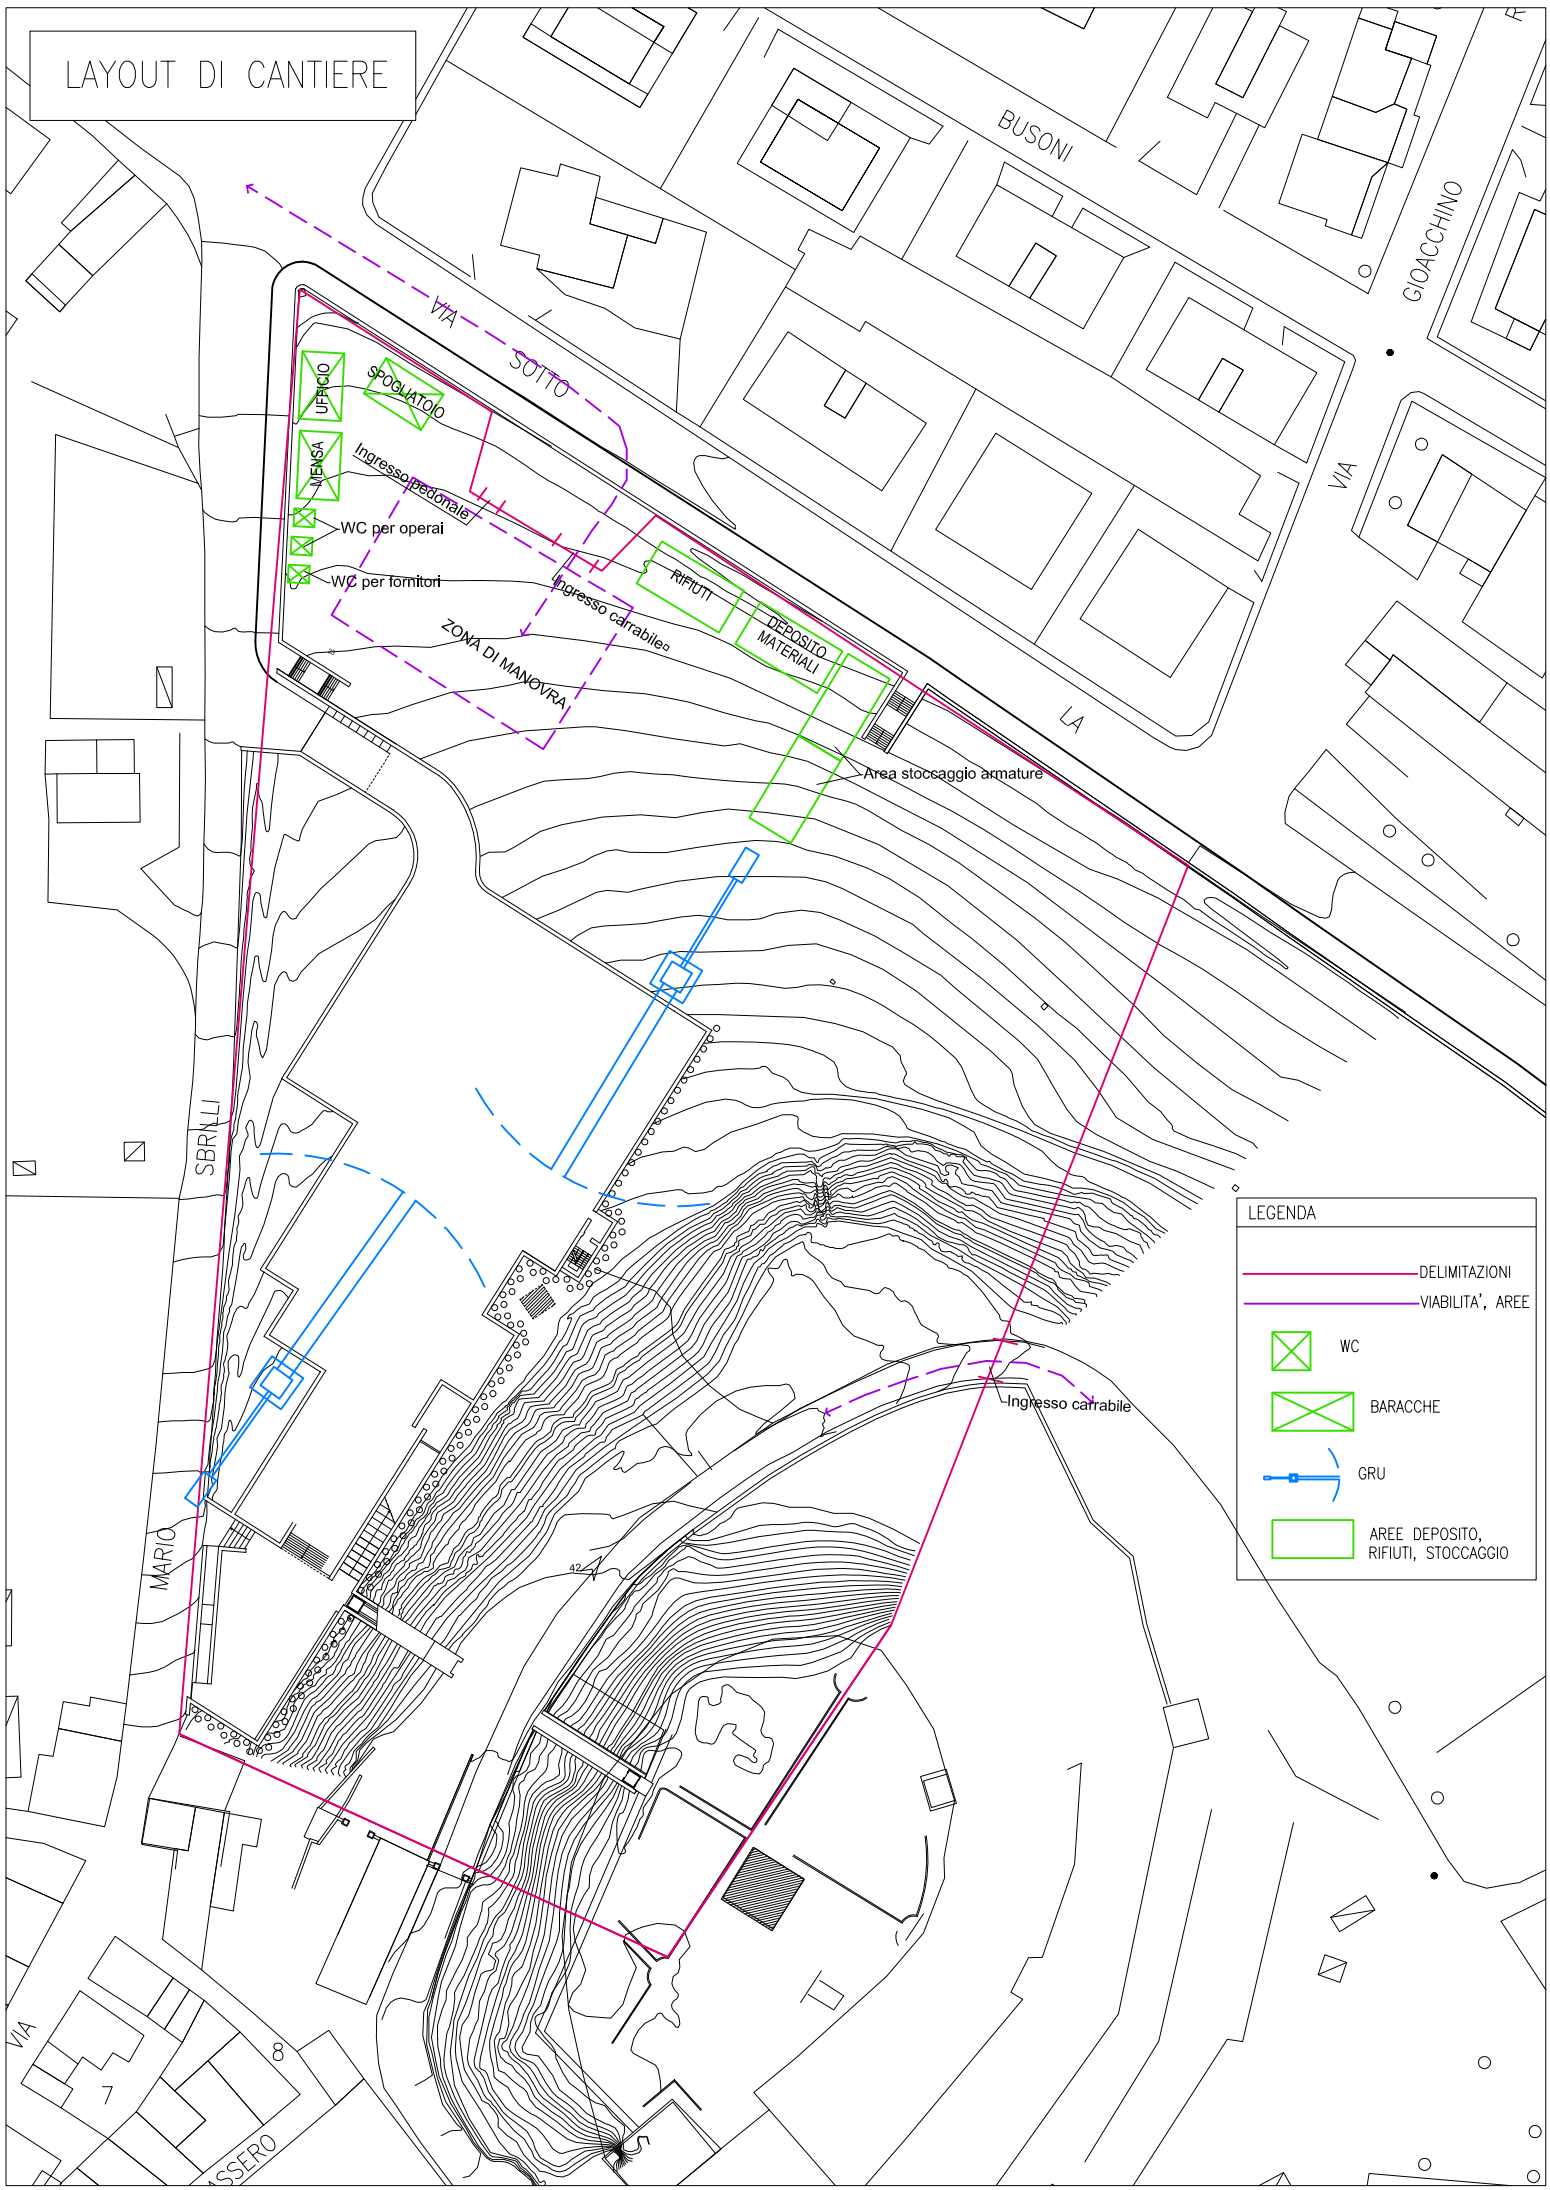 LAYOUT DI CANTIERE
BUSONI
GIOACCHINO
VIA
VIA
SOTTO
LA
UFFICIO
SPOGLIATOIO
MENSA
Ingresso pedonale
WC per operai
WC per fornitori
Ingresso carrabile
RIFIUTI
DEPOSITO
MATERIALI
ZONA DI MANOVRA
Area stoccaggio armature
SBRILLI
MARIO
Ingresso carrabile
42
LEGENDA
DELIMITAZIONI
VIABILITA', AREE
WC
BARACCHE
GRU
AREE DEPOSITO,
RIFIUTI, STOCCAGGIO
VIA
7
8
ASSERO